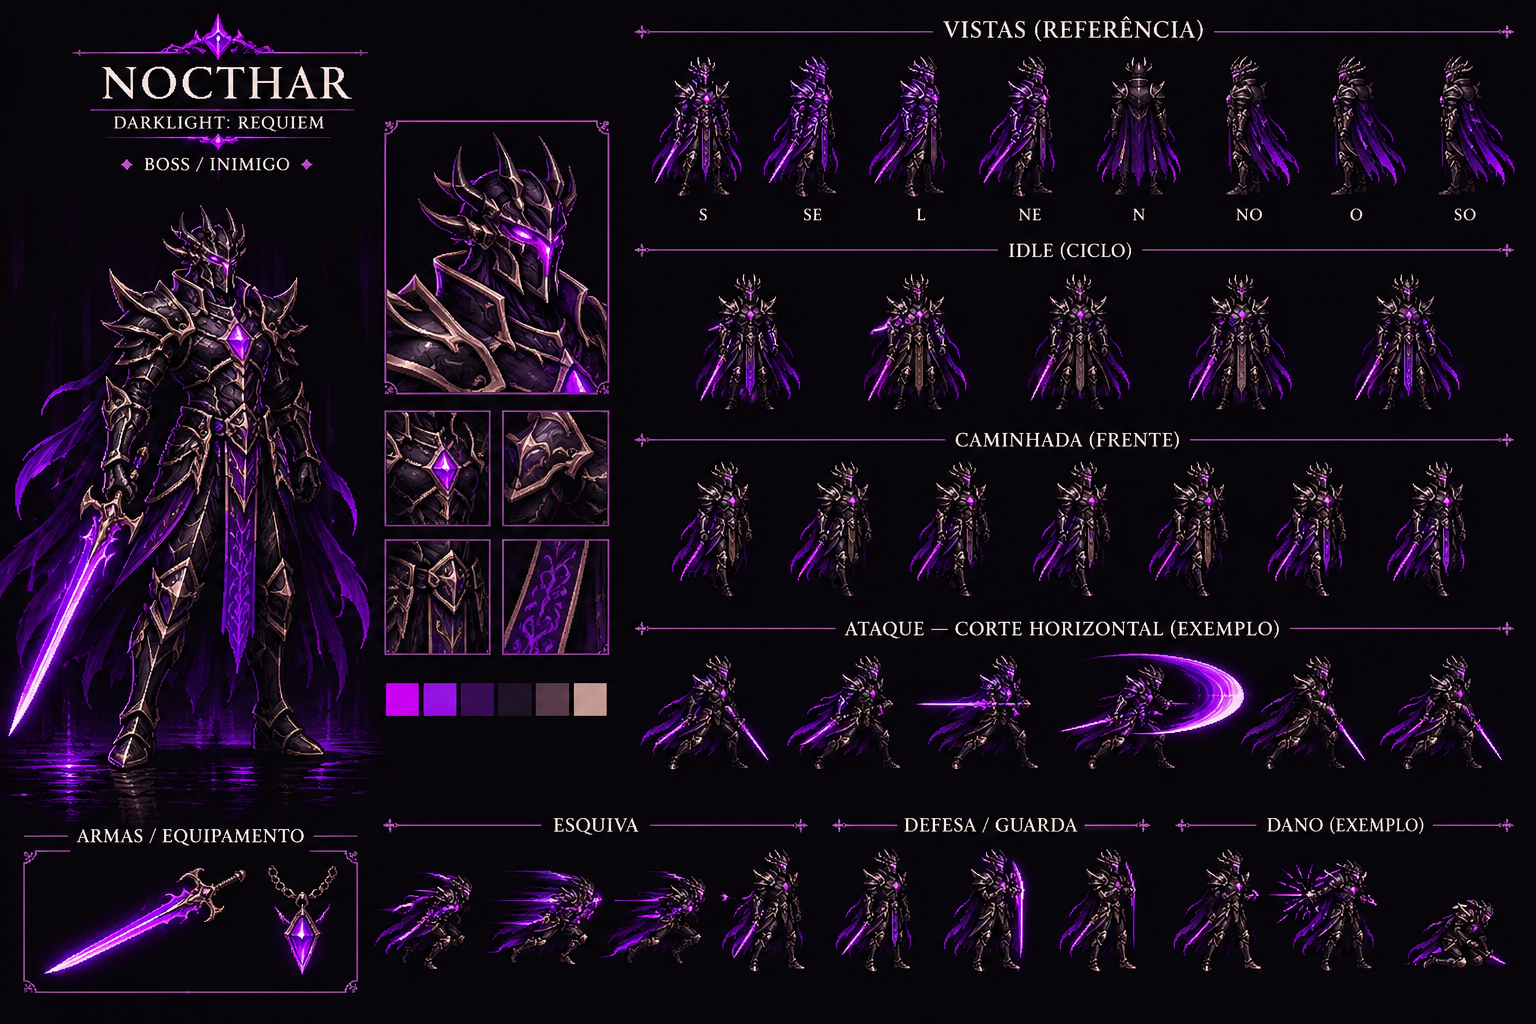 NOCTHAR
DARKLIGHT: REQUIEM
BOSS / INIMIGO
VISTAS (REFERÊNCIA)
S SE L NE N NO O SO
IDLE (CICLO)
CAMINHADA (FRENTE)
ATAQUE — CORTE HORIZONTAL (EXEMPLO)
ARMAS / EQUIPAMENTO
ESQUIVA
DEFESA / GUARDA
DANO (EXEMPLO)